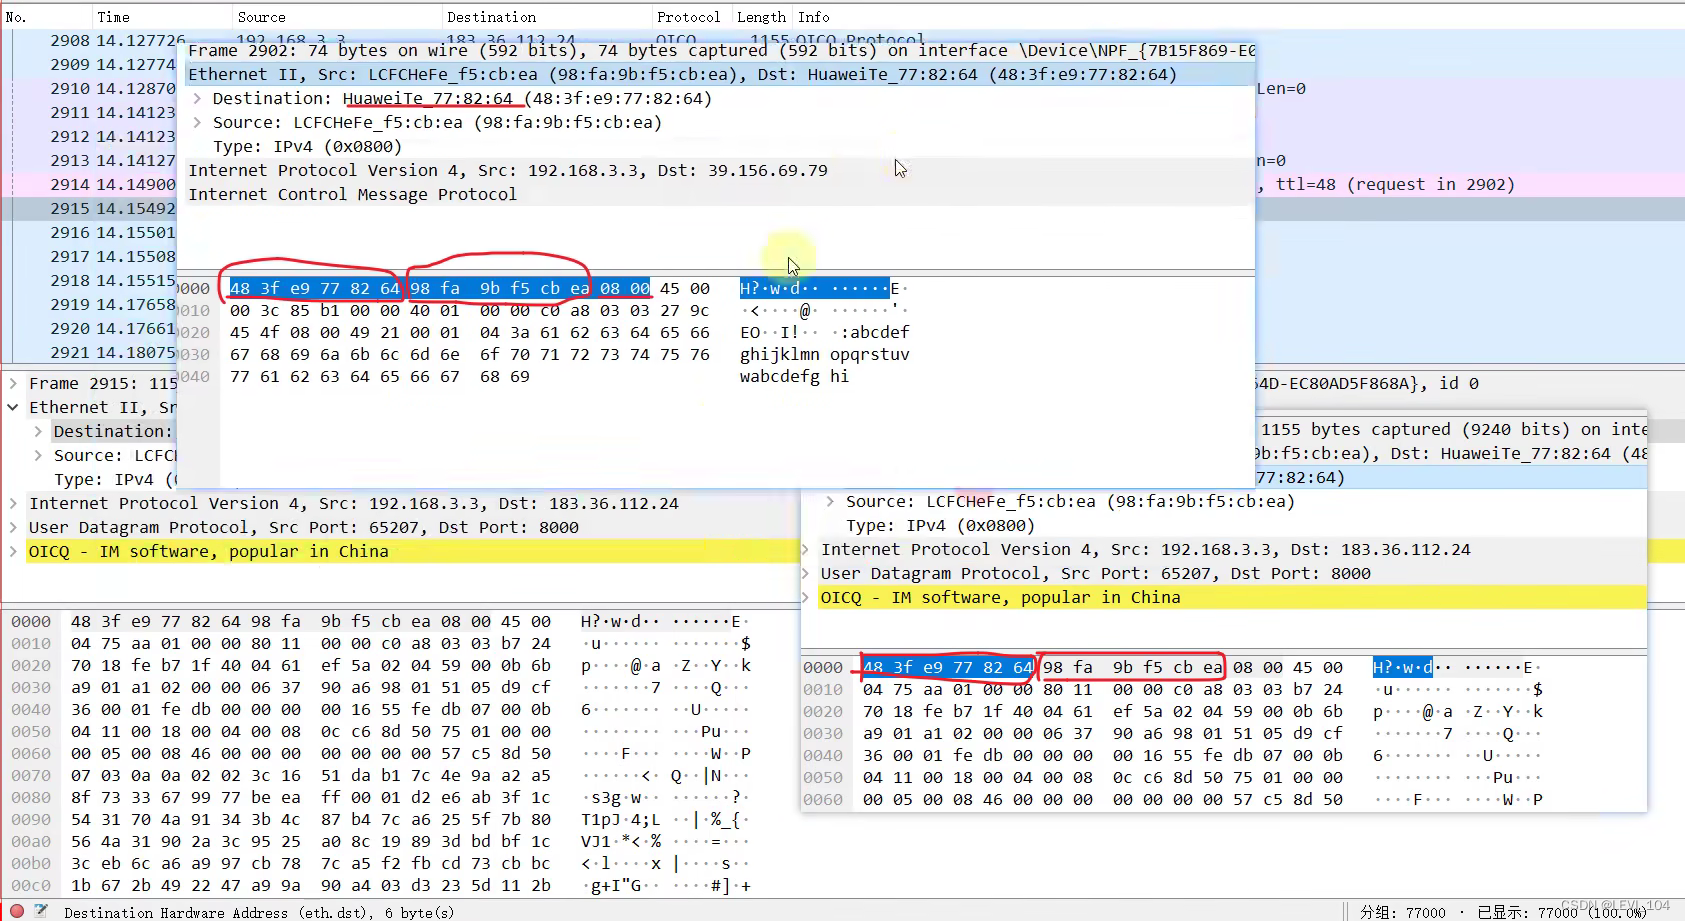 No. Time Source Destination Protocol Length Info
2908 14.127726 192.168.3.3 183.36.112.24 OICQ 1155 OICQ Protocol
2909 14.12774
2910 14.12870 Len=0
2911 14.14123
2912 14.14123
2913 14.14127 n=0
2914 14.14900 , ttl=48 (request in 2902)
2915 14.15492
2916 14.15501
2917 14.15508
2918 14.15515
2919 14.17658
2920 14.17661
2921 14.18075
Frame 2902: 74 bytes on wire (592 bits), 74 bytes captured (592 bits) on interface \Device\NPF_{7B15F869-E0
Ethernet II, Src: LCFCHeFe_f5:cb:ea (98:fa:9b:f5:cb:ea), Dst: HuaweiTe_77:82:64 (48:3f:e9:77:82:64)
Destination: HuaweiTe_77:82:64 (48:3f:e9:77:82:64)
Source: LCFCHeFe_f5:cb:ea (98:fa:9b:f5:cb:ea)
Type: IPv4 (0x0800)
Internet Protocol Version 4, Src: 192.168.3.3, Dst: 39.156.69.79
Internet Control Message Protocol
0000 48 3f e9 77 82 64 98 fa 9b f5 cb ea 08 00 45 00 H?·w·d·· ······E·
0010 00 3c 85 b1 00 00 40 01 00 00 c0 a8 03 03 27 9c ·<····@· ······'·
0020 45 4f 08 00 49 21 00 01 04 3a 61 62 63 64 65 66 EO··I!·· ·:abcdef
0030 67 68 69 6a 6b 6c 6d 6e 6f 70 71 72 73 74 75 76 ghijklmn opqrstuv
0040 77 61 62 63 64 65 66 67 68 69 wabcdefg hi
Frame 2915: 115
Ethernet II, Sr
Destination:
Source: LCFC
Type: IPv4 (
Internet Protocol Version 4, Src: 192.168.3.3, Dst: 183.36.112.24
User Datagram Protocol, Src Port: 65207, Dst Port: 8000
OICQ - IM software, popular in China
64D-EC80AD5F868A}, id 0
0000 48 3f e9 77 82 64 98 fa 9b f5 cb ea 08 00 45 00 H?·w·d·· ······E·
0010 04 75 aa 01 00 00 80 11 00 00 c0 a8 03 03 b7 24 ·u······ ·······$
0020 70 18 fe b7 1f 40 04 61 ef 5a 02 04 59 00 0b 6b p····@·a ·Z··Y··k
0030 a9 01 a1 02 00 00 06 37 90 a6 98 01 51 05 d9 cf ·······7 ····Q···
0040 36 00 01 fe db 00 00 00 00 16 55 fe db 07 00 0b 6······· ··U·····
0050 04 11 00 18 00 04 00 08 0c c6 8d 50 75 01 00 00 ········ ···Pu···
0060 00 05 00 08 46 00 00 00 00 00 00 00 57 c5 8d 50 ····F··· ····W··P
0070 07 03 0a 0a 02 02 3c 16 51 da b1 7c 4e 9a a2 a5 ······<· Q··|N···
0080 8f 73 33 67 99 77 be ea ff 00 01 d2 e6 ab 3f 1c ·s3g·w·· ······?·
0090 54 31 70 4a 91 34 3b 4c 87 b4 7c a6 25 5f 7b 80 T1pJ·4;L ··|·%_{·
00a0 56 4a 31 90 2a 3c 95 25 a0 8c 19 89 3d bd bf 1c VJ1·*<·% ····=···
00b0 3c eb 6c a6 a9 97 cb 78 7c a5 f2 fb cd 73 cb bc <·l····x |····s··
00c0 1b 67 2b 49 22 47 a9 9a 90 a4 03 d3 23 5d 11 2b ·g+I"G·· ····#]·+
1155 bytes captured (9240 bits) on inte
9b:f5:cb:ea), Dst: HuaweiTe_77:82:64 (48
77:82:64)
Source: LCFCHeFe_f5:cb:ea (98:fa:9b:f5:cb:ea)
Type: IPv4 (0x0800)
Internet Protocol Version 4, Src: 192.168.3.3, Dst: 183.36.112.24
User Datagram Protocol, Src Port: 65207, Dst Port: 8000
OICQ - IM software, popular in China
0000 48 3f e9 77 82 64 98 fa 9b f5 cb ea 08 00 45 00 H?·w·d·· ······E·
0010 04 75 aa 01 00 00 80 11 00 00 c0 a8 03 03 b7 24 ·u······ ·······$
0020 70 18 fe b7 1f 40 04 61 ef 5a 02 04 59 00 0b 6b p····@·a ·Z··Y··k
0030 a9 01 a1 02 00 00 06 37 90 a6 98 01 51 05 d9 cf ·······7 ····Q···
0040 36 00 01 fe db 00 00 00 00 16 55 fe db 07 00 0b 6······· ··U·····
0050 04 11 00 18 00 04 00 08 0c c6 8d 50 75 01 00 00 ········ ···Pu···
0060 00 05 00 08 46 00 00 00 00 00 00 00 57 c5 8d 50 ····F··· ····W··P
Destination Hardware Address (eth.dst), 6 byte(s)
分组: 77000 · 已显示: 77000 (100.0%)
CSDN @LEVI_104